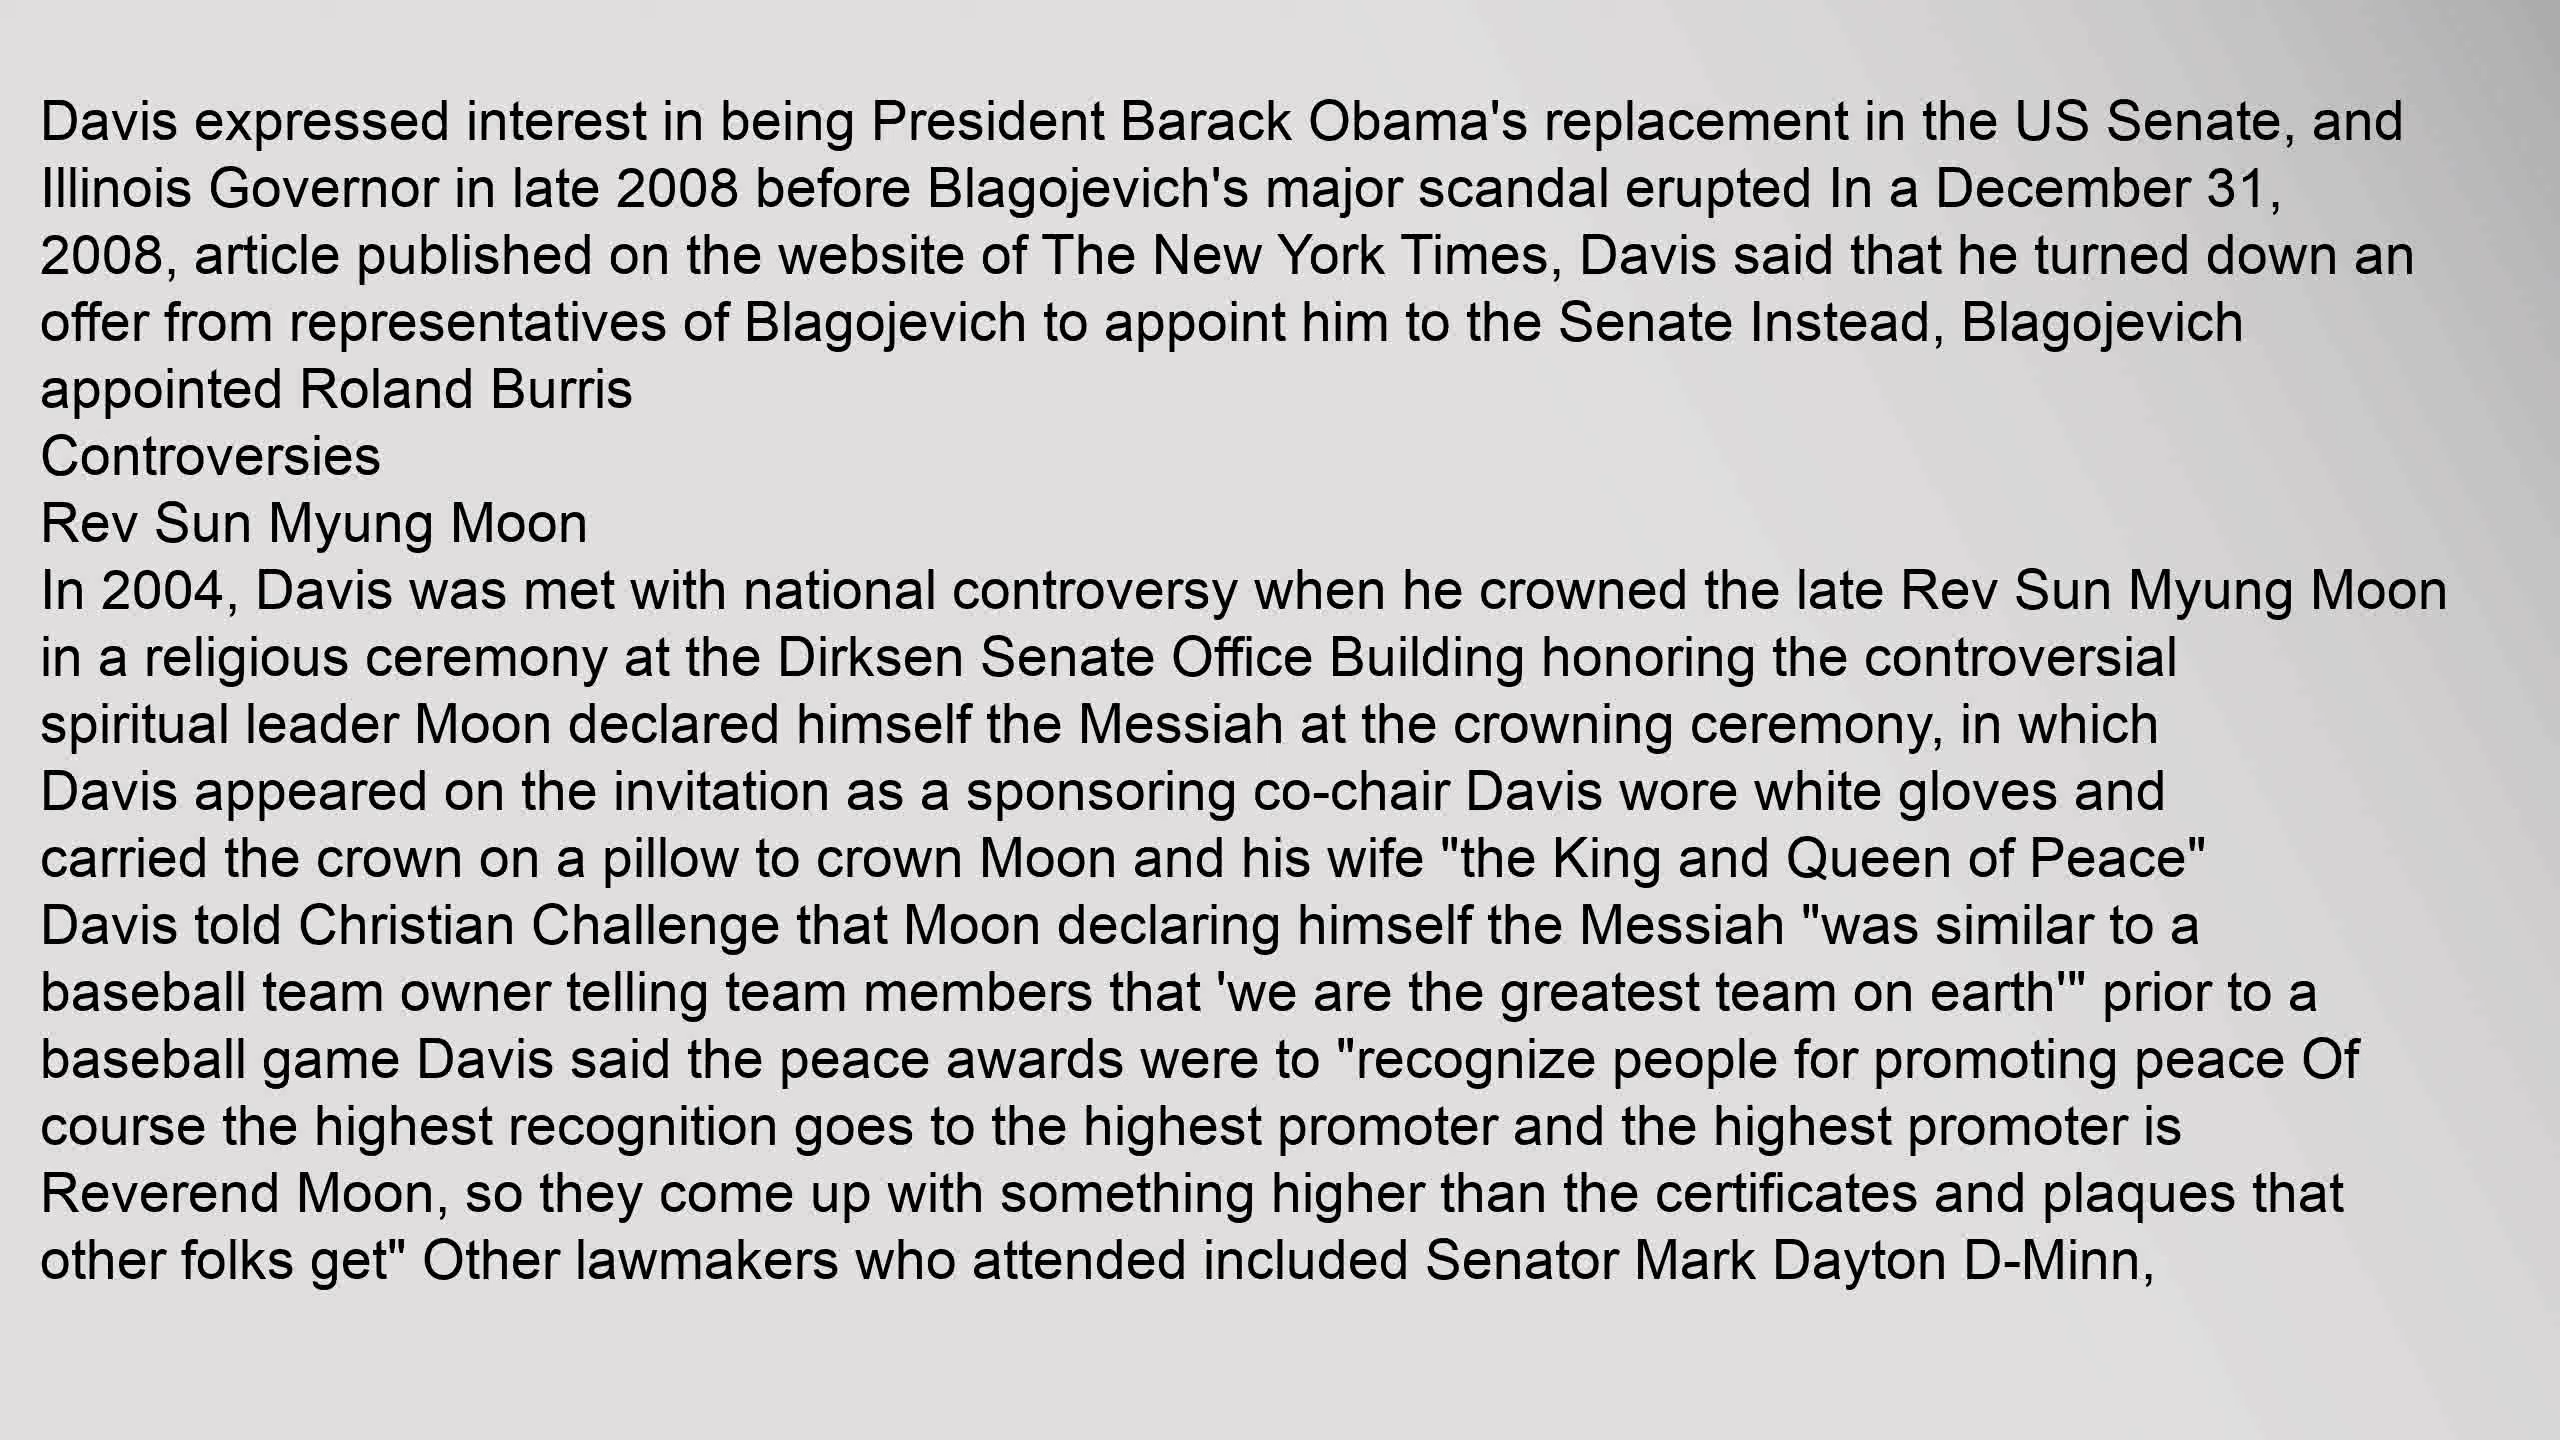 Davis expressed interest in being President Barack Obama's replacement in the US Senate, and
Illinois Governor in late 2008 before Blagojevich's major scandal erupted In a December 31,
2008, article published on the website of The New York Times, Davis said that he turned down an
offer from representatives of Blagojevich to appoint him to the Senate Instead, Blagojevich
appointed Roland Burris
Controversies
Rev Sun Myung Moon
In 2004, Davis was met with national controversy when he crowned the late Rev Sun Myung Moon
in a religious ceremony at the Dirksen Senate Office Building honoring the controversial
spiritual leader Moon declared himself the Messiah at the crowning ceremony, in which
Davis appeared on the invitation as a sponsoring co-chair Davis wore white gloves and
carried the crown on a pillow to crown Moon and his wife "the King and Queen of Peace"
Davis told Christian Challenge that Moon declaring himself the Messiah "was similar to a
baseball team owner telling team members that 'we are the greatest team on earth'" prior to a
baseball game Davis said the peace awards were to "recognize people for promoting peace Of
course the highest recognition goes to the highest promoter and the highest promoter is
Reverend Moon, so they come up with something higher than the certificates and plaques that
other folks get" Other lawmakers who attended included Senator Mark Dayton D-Minn,